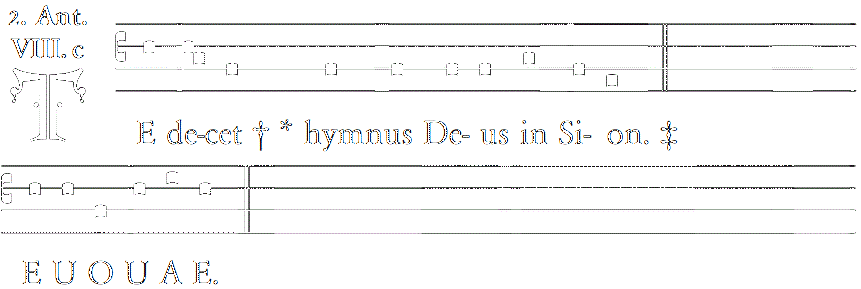 2. Ant.
VIII. c
TE de-cet † * hymnus De- us in Si- on. ‡
E U O U A E.